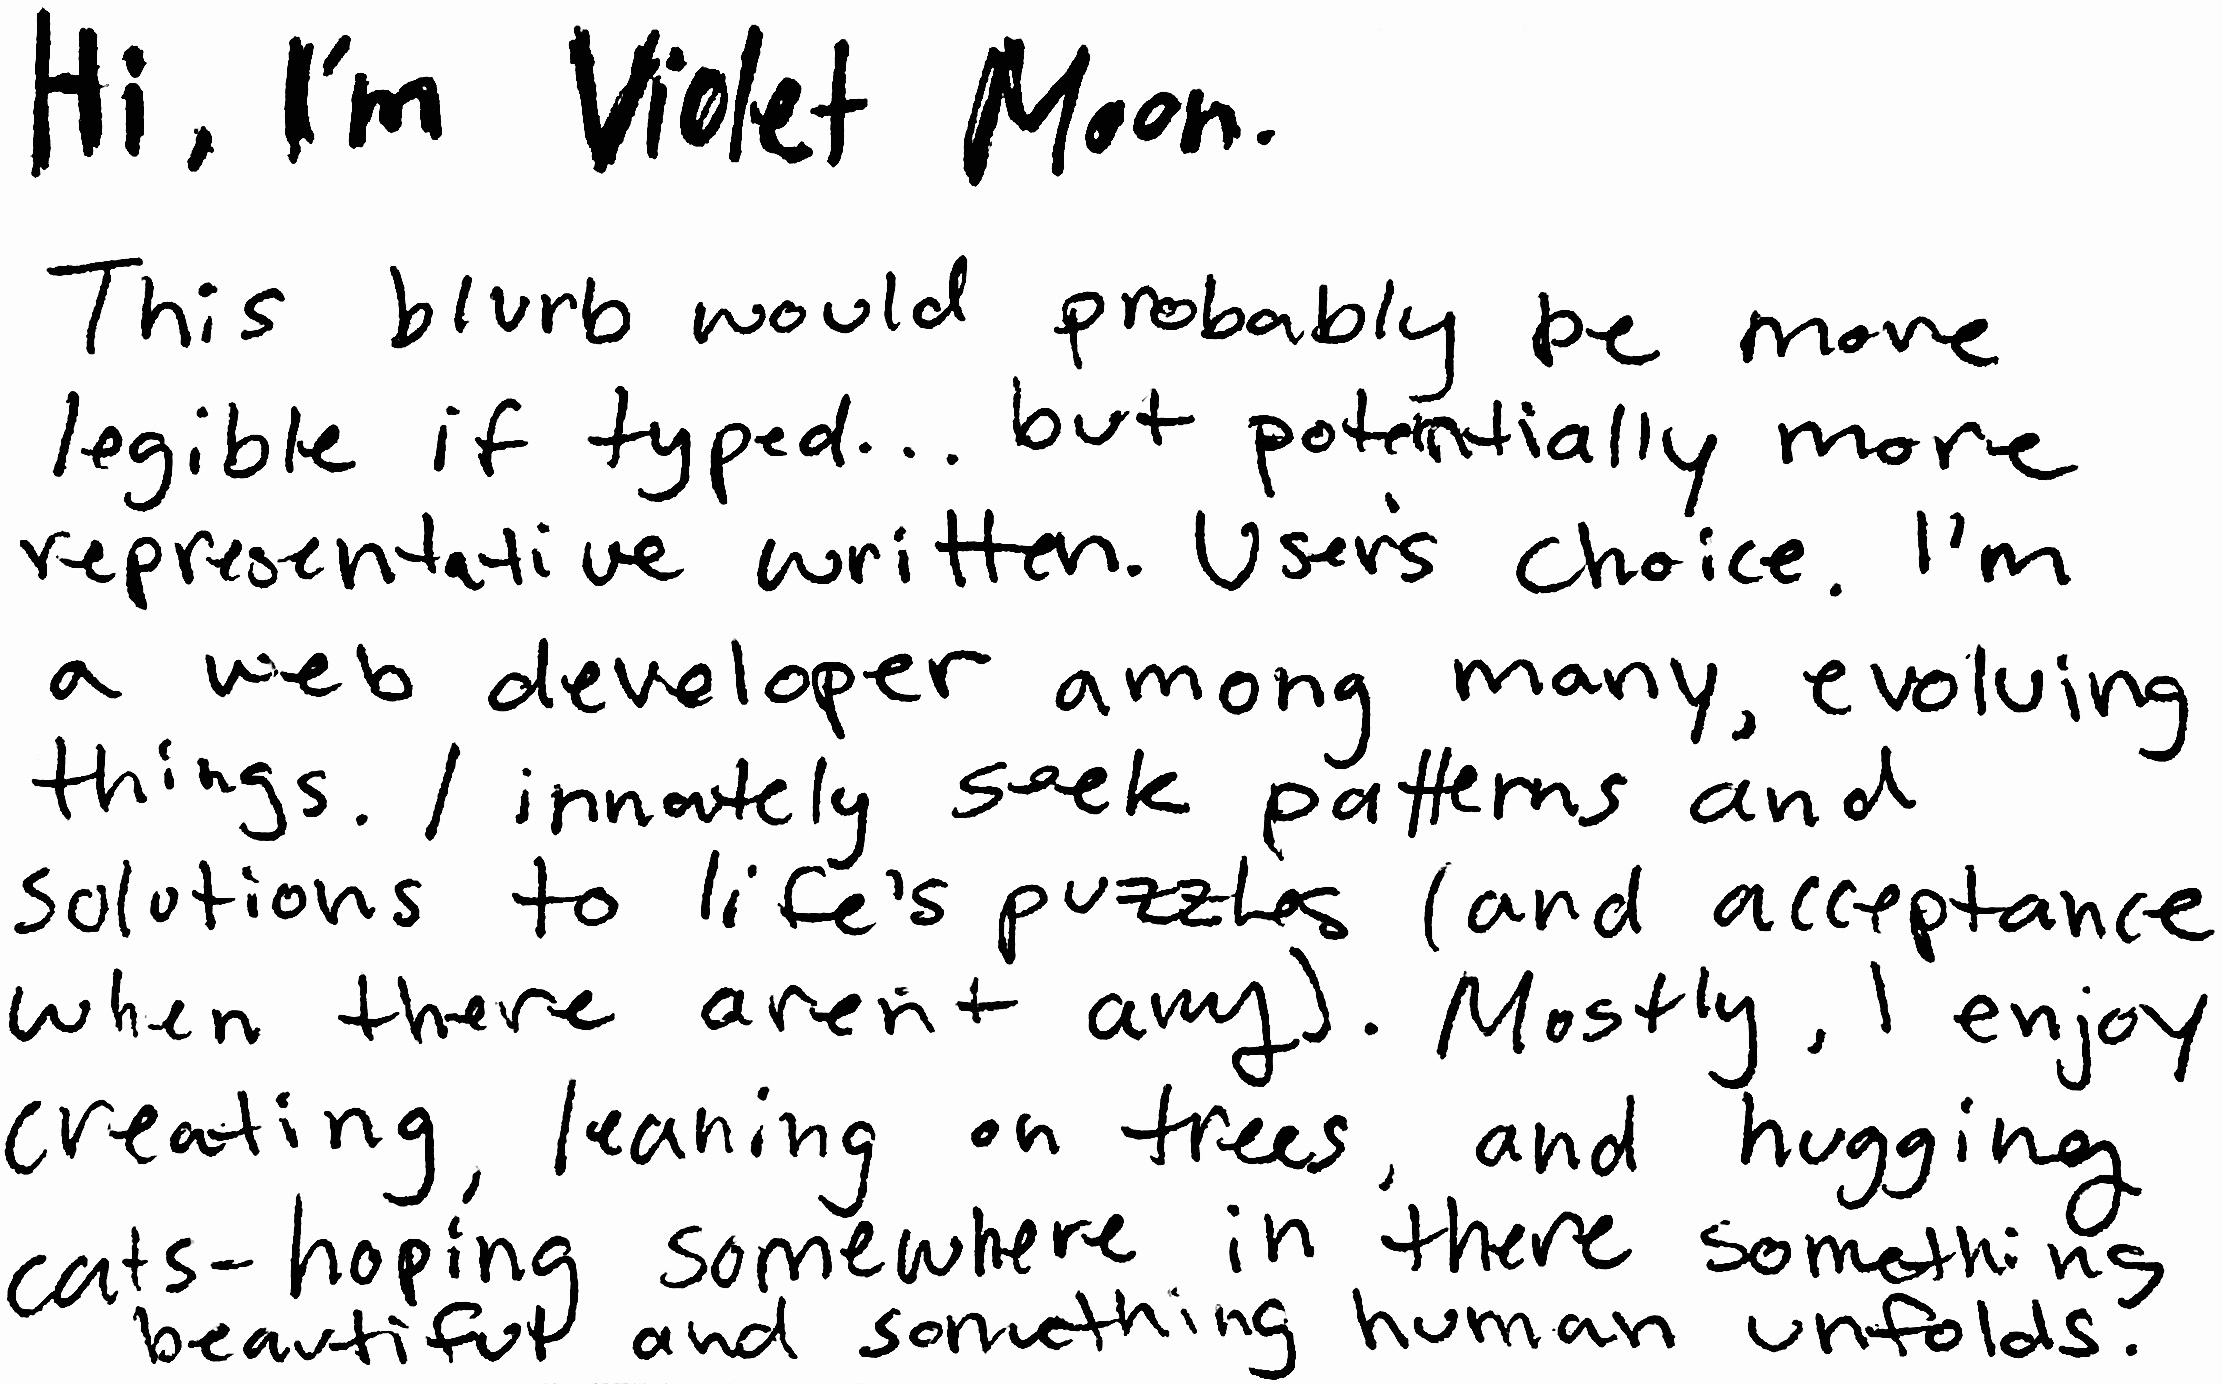 Hi, I'm Violet Moon.
This blurb would probably be more
legible if typed... but potentially more
representative written. User's choice. I'm
a web developer among many, evolving
things. I innately seek patterns and
solutions to life's puzzles (and acceptance
when there aren't any). Mostly, I enjoy
creating, leaning on trees, and hugging
cats-hoping somewhere in there something
beautiful and something human unfolds.